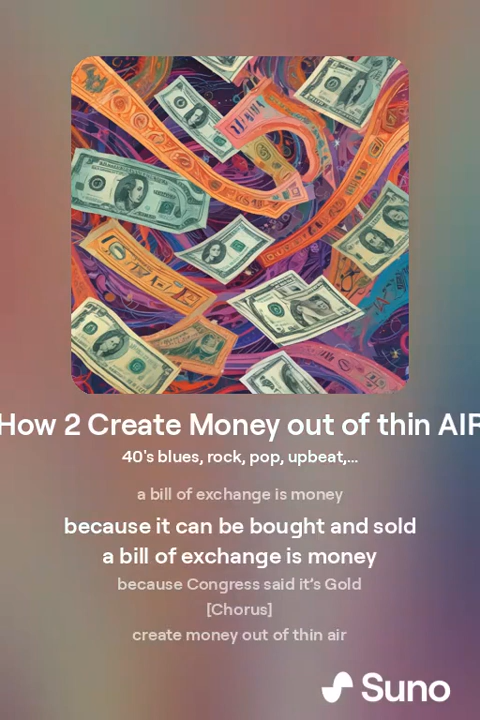 How 2 Create Money out of thin AIR
40's blues, rock, pop, upbeat,...
a bill of exchange is money
because it can be bought and sold
a bill of exchange is money
because Congress said it's Gold
[Chorus]
create money out of thin air
Suno